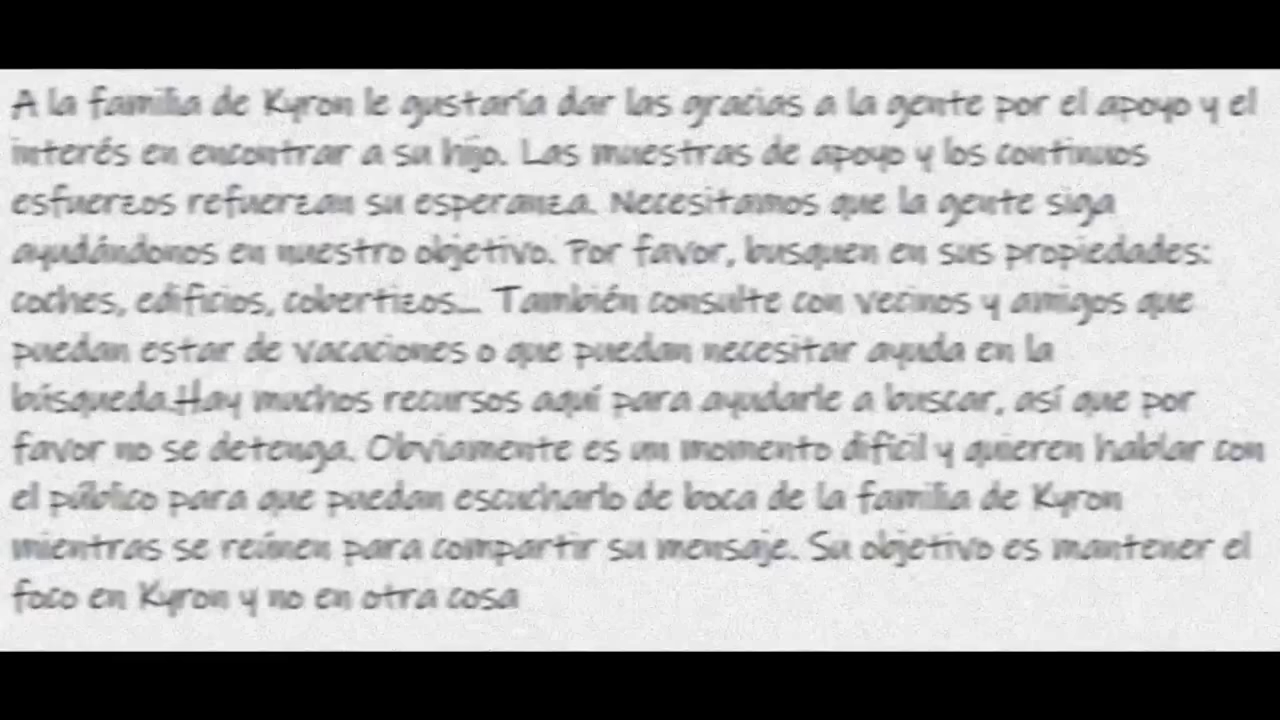 A la familia de Kyron le gustaría dar las gracias a la gente por el apoyo y el
interés en encontrar a su hijo. Las muestras de apoyo y los continuos
esfuerzos refuerzan su esperanza. Necesitamos que la gente siga
ayudándonos en nuestro objetivo. Por favor, busquen en sus propiedades:
coches, edificios, cobertizos... También consulte con vecinos y amigos que
puedan estar de vacaciones o que puedan necesitar ayuda en la
búsqueda.Hay muchos recursos aquí para ayudarle a buscar, así que por
favor no se detenga. Obviamente es un momento difícil y quieren hablar con
el público para que puedan escucharlo de boca de la familia de Kyron
mientras se reúnen para compartir su mensaje. Su objetivo es mantener el
foco en Kyron y no en otra cosa